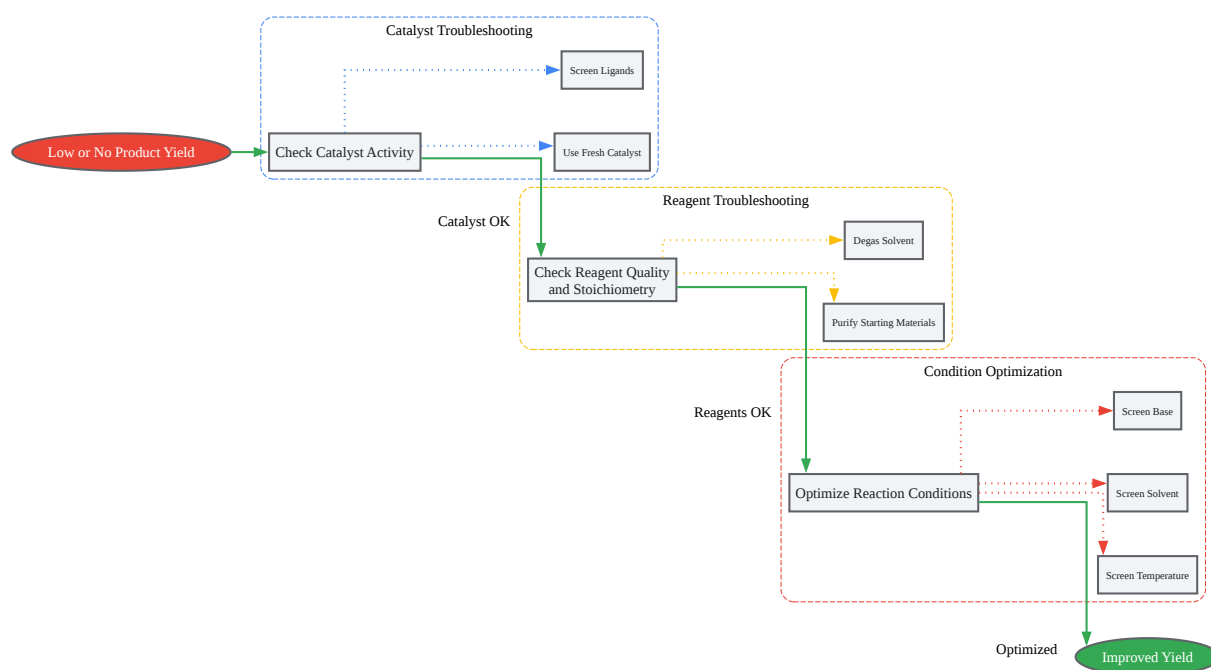 Catalyst Troubleshooting
Screen Ligands
Low or No Product Yield
Check Catalyst Activity
Use Fresh Catalyst
Reagent Troubleshooting
Catalyst OK
Degas Solvent
Check Reagent Quality
and Stoichiometry
Purify Starting Materials
Condition Optimization
Reagents OK
Screen Base
Optimize Reaction Conditions
Screen Solvent
Screen Temperature
Optimized
Improved Yield